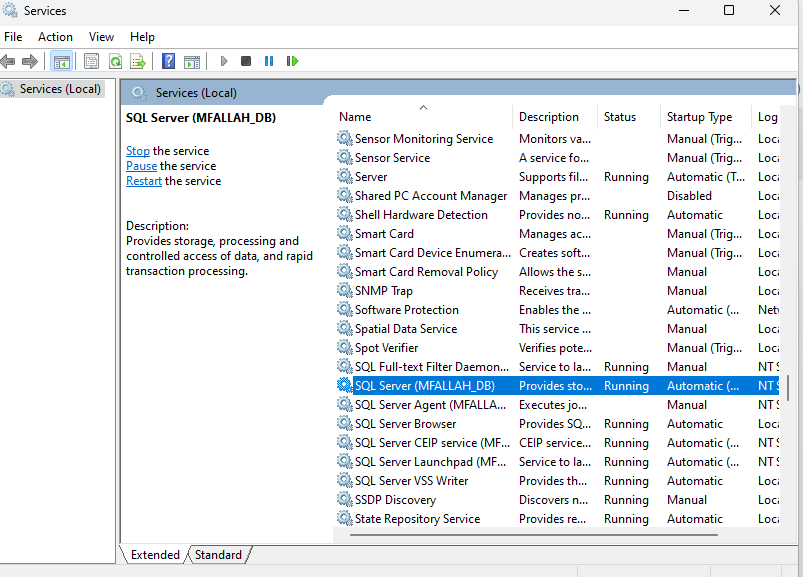 Services
File Action View Help
Services (Local)
Services (Local)
SQL Server (MFALLAH_DB)
Stop the service
Pause the service
Restart the service
Description:
Provides storage, processing and
controlled access of data, and rapid
transaction processing.
Name Description Status Startup Type Log
Sensor Monitoring Service Monitors va... Manual (Trig... Loca
Sensor Service A service fo... Manual (Trig... Loca
Server Supports fil... Running Automatic (T... Loca
Shared PC Account Manager Manages pr... Disabled Loca
Shell Hardware Detection Provides no... Running Automatic Loca
Smart Card Manages ac... Manual (Trig... Loca
Smart Card Device Enumera... Creates soft... Manual (Trig... Loca
Smart Card Removal Policy Allows the s... Manual Loca
SNMP Trap Receives tra... Manual Loca
Software Protection Enables the ... Automatic (... Netv
Spatial Data Service This service ... Manual Loca
Spot Verifier Verifies pote... Manual (Trig... Loca
SQL Full-text Filter Daemon... Service to la... Running Manual NT S
SQL Server (MFALLAH_DB) Provides sto... Running Automatic (... NT S
SQL Server Agent (MFALLA... Executes jo... Manual NT S
SQL Server Browser Provides SQ... Running Automatic Loca
SQL Server CEIP service (MF... CEIP service... Running Automatic (... NT S
SQL Server Launchpad (MF... Service to la... Running Automatic NT S
SQL Server VSS Writer Provides th... Running Automatic Loca
SSDP Discovery Discovers n... Running Manual Loca
State Repository Service Provides re... Running Automatic Loca
Extended Standard